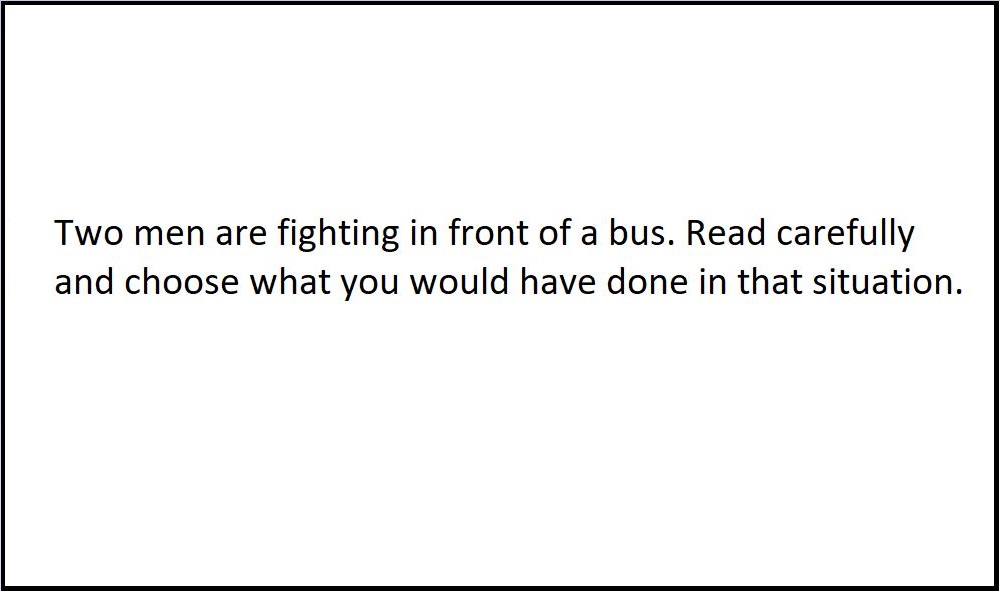 Two men are fighting in front of a bus. Read carefully
and choose what you would have done in that situation.